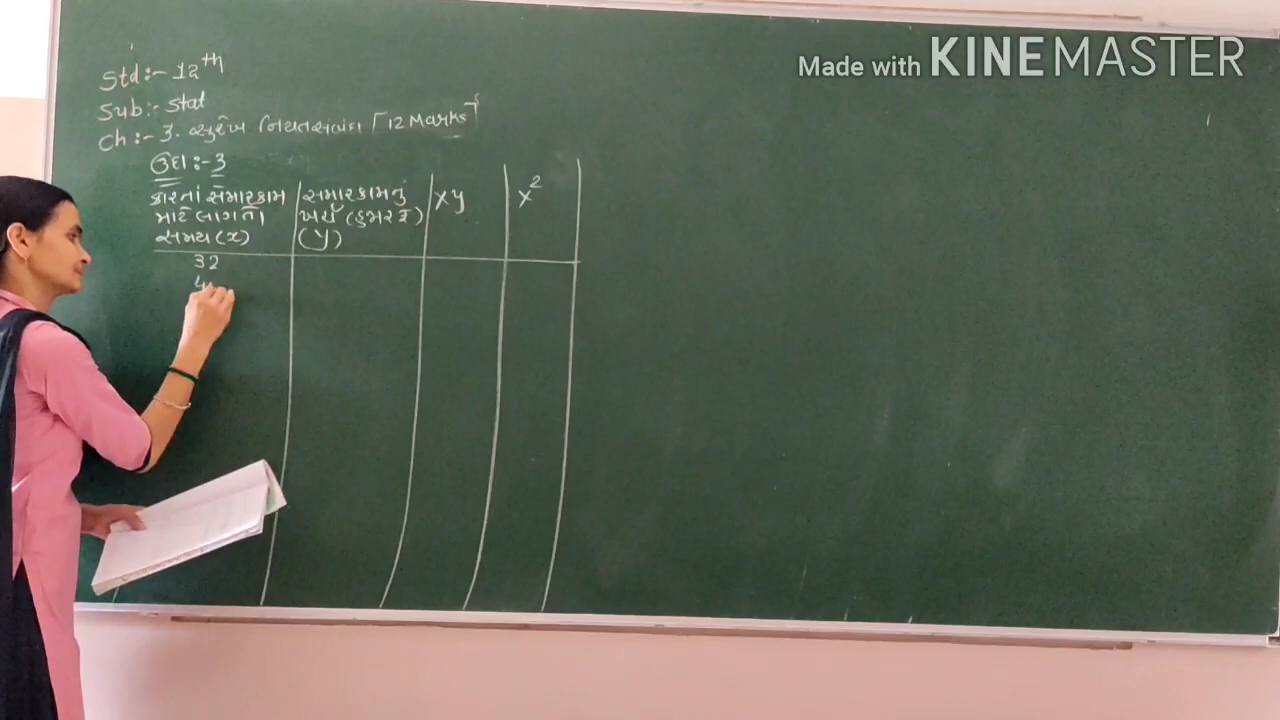 Made with KINEMASTER
Std:- 12th
Sub:- Stat
Ch:- 3. સુરેખ નિયતસંબંધ [12 Marks]
ઉદા:-3
કારનાં સમારકામ માટે લાગતો સમય (x)
સમારકામનું ખર્ચ (હજાર ₹) (y)
xy
x²
32
4